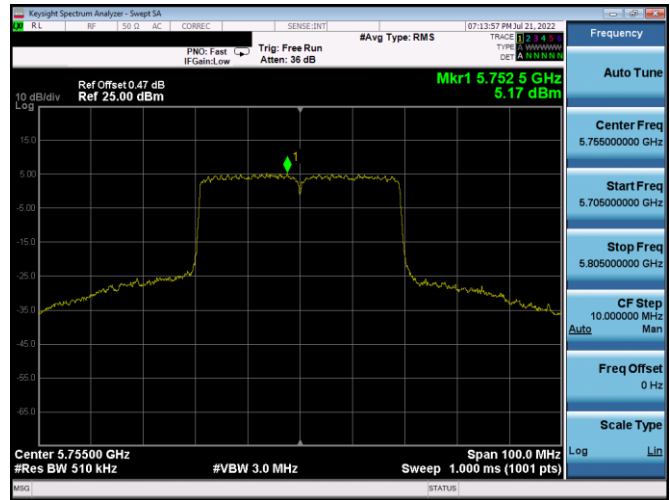 Keysight Spectrum Analyzer - Swept SA
RL RF 50 Ω AC CORREC SENSE:INT 07:13:57 PM Jul 21, 2022
#Avg Type: RMS TRACE 1 2 3 4 5 6
PNO: Fast Trig: Free Run TYPE A WWWWW
IFGain:Low Atten: 36 dB DET A N N N N N
Mkr1 5.752 5 GHz
5.17 dBm
Ref Offset 0.47 dB
10 dB/div Ref 25.00 dBm
Log
15.0
1
5.00
-5.00
-15.0
-25.0
-35.0
-45.0
-55.0
-65.0
Center 5.75500 GHz Span 100.0 MHz
#Res BW 510 kHz #VBW 3.0 MHz Sweep 1.000 ms (1001 pts)
MSG STATUS
Frequency
Auto Tune
Center Freq
5.755000000 GHz
Start Freq
5.705000000 GHz
Stop Freq
5.805000000 GHz
CF Step
10.000000 MHz
Auto Man
Freq Offset
0 Hz
Scale Type
Log Lin